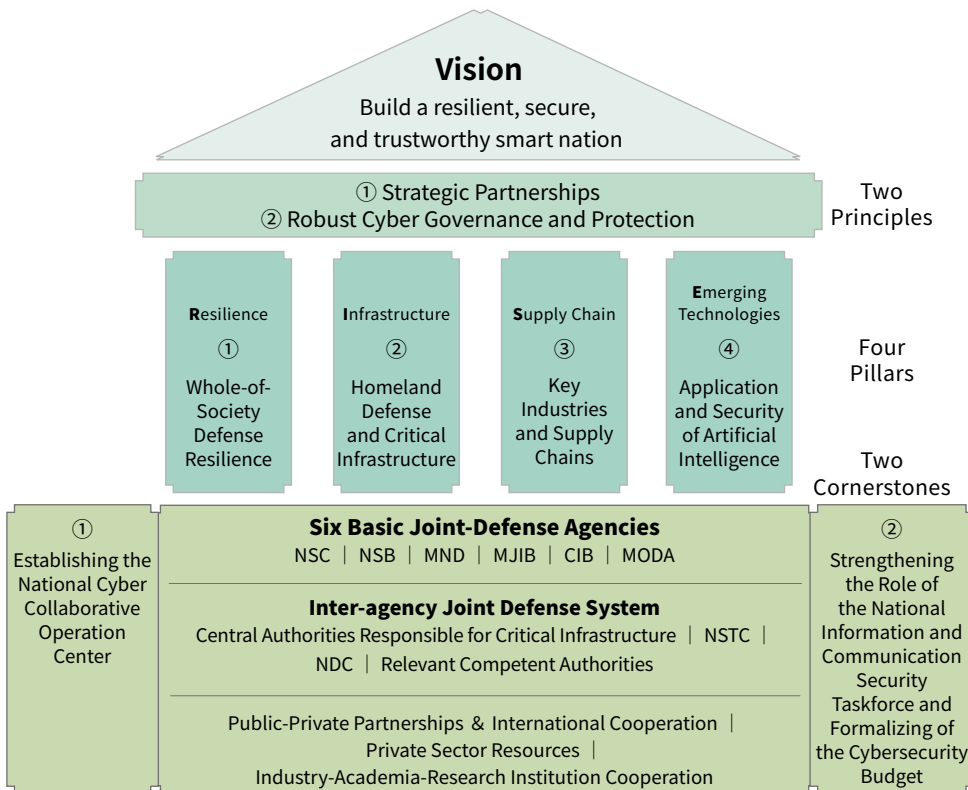 Vision
Build a resilient, secure,
and trustworthy smart nation
① Strategic Partnerships
② Robust Cyber Governance and Protection
Two
Principles
Resilience
①
Whole-of-
Society
Defense
Resilience
Infrastructure
②
Homeland
Defense
and Critical
Infrastructure
Supply Chain
③
Key
Industries
and Supply
Chains
Emerging
Technologies
④
Application
and Security
of Artificial
Intelligence
Four
Pillars
Two
Cornerstones
①
Establishing the
National Cyber
Collaborative
Operation
Center
Six Basic Joint-Defense Agencies
NSC | NSB | MND | MJIB | CIB | MODA
Inter-agency Joint Defense System
Central Authorities Responsible for Critical Infrastructure | NSTC |
NDC | Relevant Competent Authorities
Public-Private Partnerships & International Cooperation |
Private Sector Resources |
Industry-Academia-Research Institution Cooperation
②
Strengthening
the Role of
the National
Information and
Communication
Security
Taskforce and
Formalizing of
the Cybersecurity
Budget